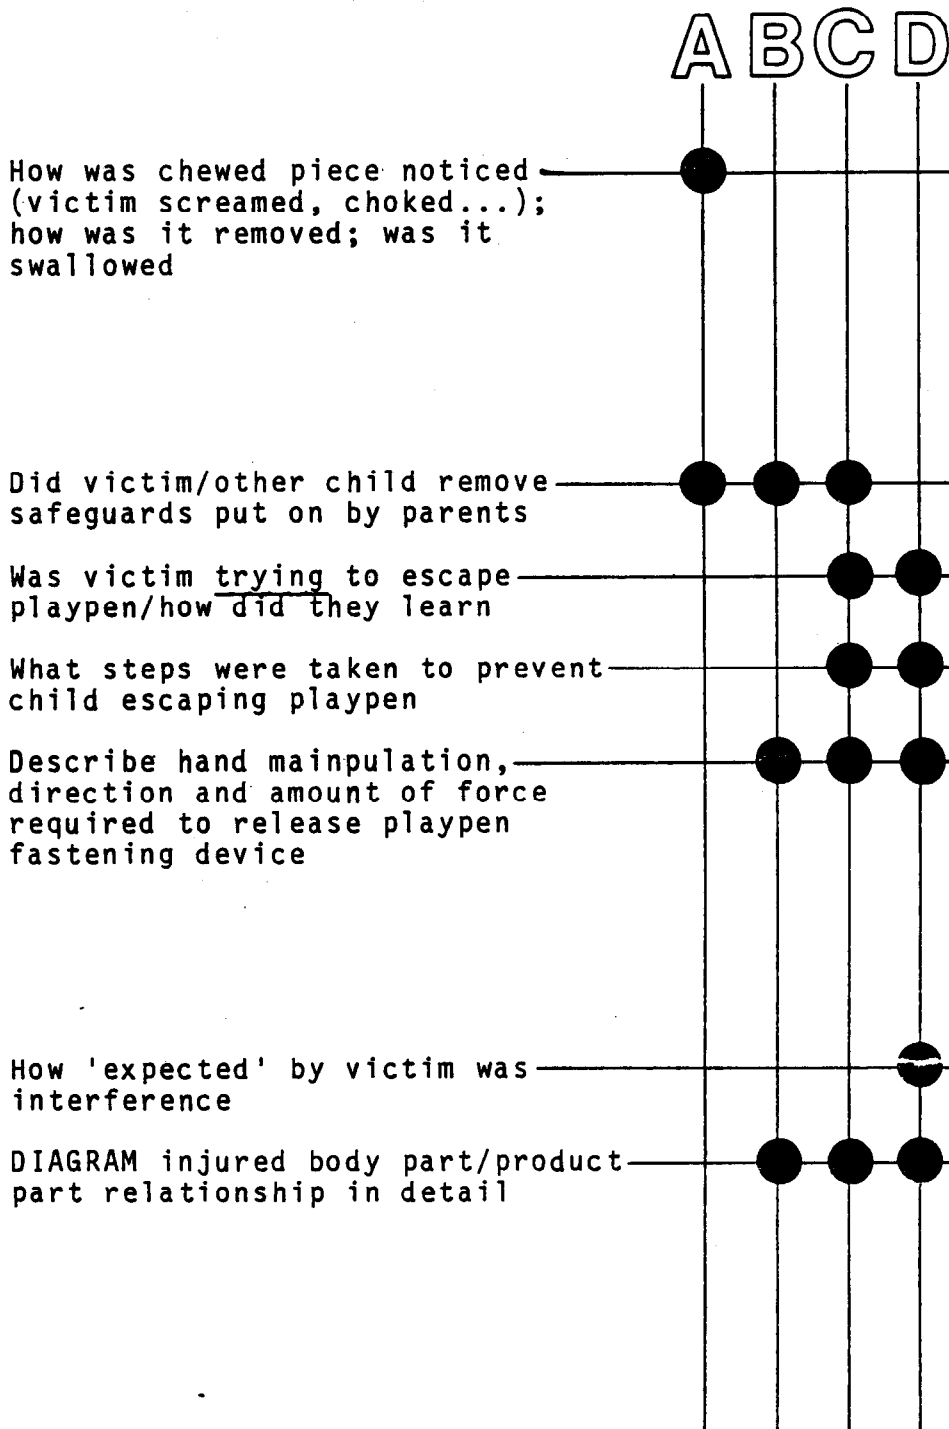 A B C D
How was chewed piece noticed
(victim screamed, choked...);
how was it removed; was it
swallowed
Did victim/other child remove
safeguards put on by parents
Was victim trying to escape
playpen/how did they learn
What steps were taken to prevent
child escaping playpen
Describe hand mainpulation,
direction and amount of force
required to release playpen
fastening device
How 'expected' by victim was
interference
DIAGRAM injured body part/product
part relationship in detail